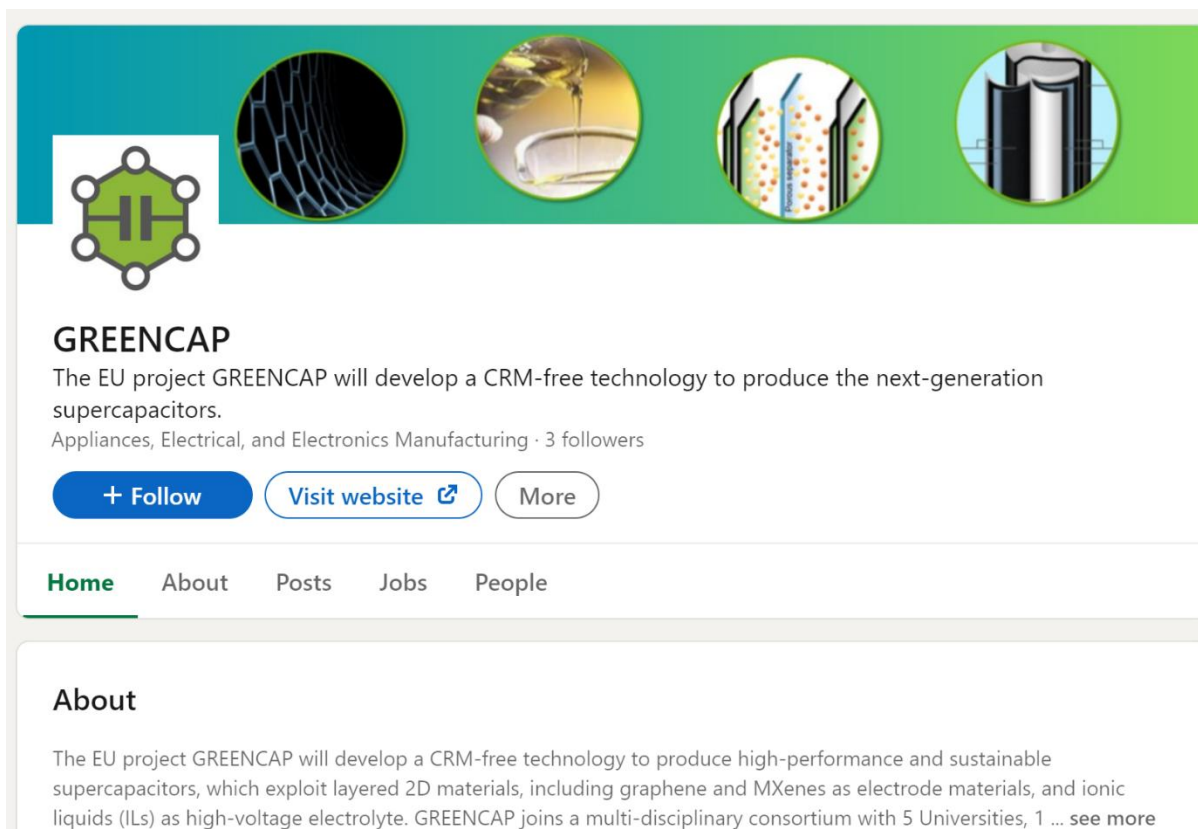 Porous separator
GREENCAP
The EU project GREENCAP will develop a CRM-free technology to produce the next-generation
supercapacitors.
Appliances, Electrical, and Electronics Manufacturing · 3 followers
+ Follow
Visit website
More
Home
About
Posts
Jobs
People
About
The EU project GREENCAP will develop a CRM-free technology to produce high-performance and sustainable
supercapacitors, which exploit layered 2D materials, including graphene and MXenes as electrode materials, and ionic
liquids (ILs) as high-voltage electrolyte. GREENCAP joins a multi-disciplinary consortium with 5 Universities, 1 ... see more